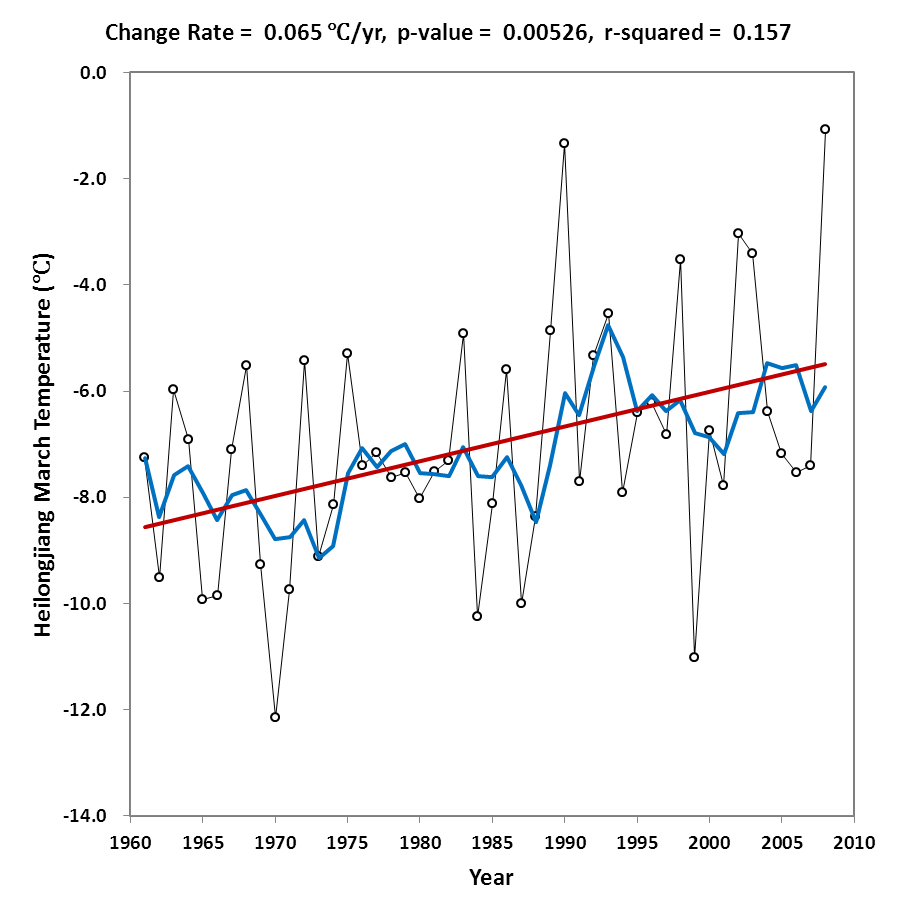 Change Rate = 0.065 ℃/yr, p-value = 0.00526, r-squared = 0.157
0.0
-2.0
-4.0
-6.0
-8.0
-10.0
-12.0
-14.0
Heilongjiang March Temperature (℃)
1960 1965 1970 1975 1980 1985 1990 1995 2000 2005 2010
Year